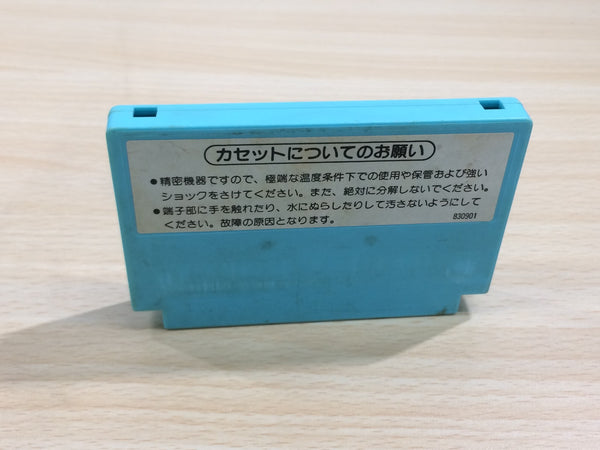 カセットについてのお願い
●精密機器ですので、極端な温度条件下での使用や保管および強い
ショックをさけてください。また、絶対に分解しないでください。
●端子部に手を触れたり、水にぬらしたりして汚さないようにして
ください。故障の原因となります。
830901